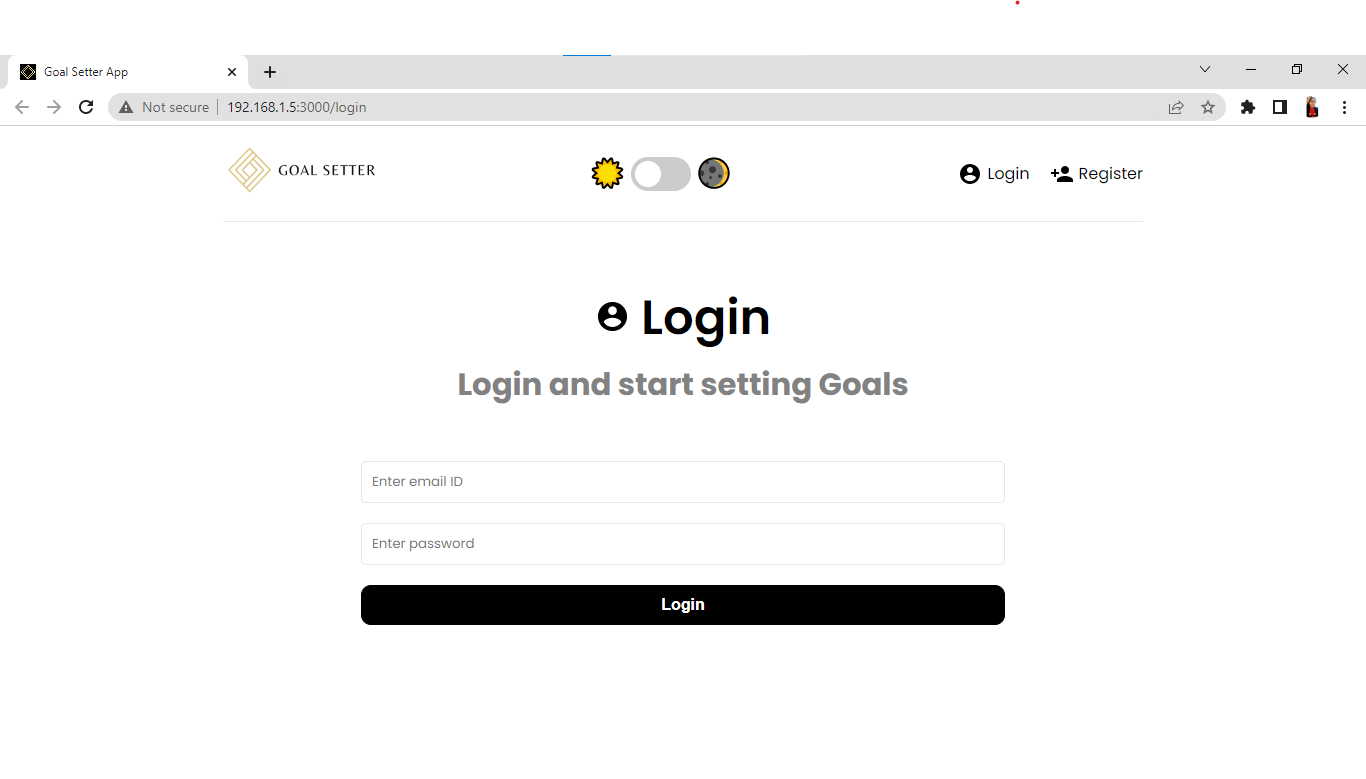 Goal Setter App
Not secure 192.168.1.5:3000/login
GOAL SETTER
Login
Register
Login
Login and start setting Goals
Enter email ID
Enter password
Login